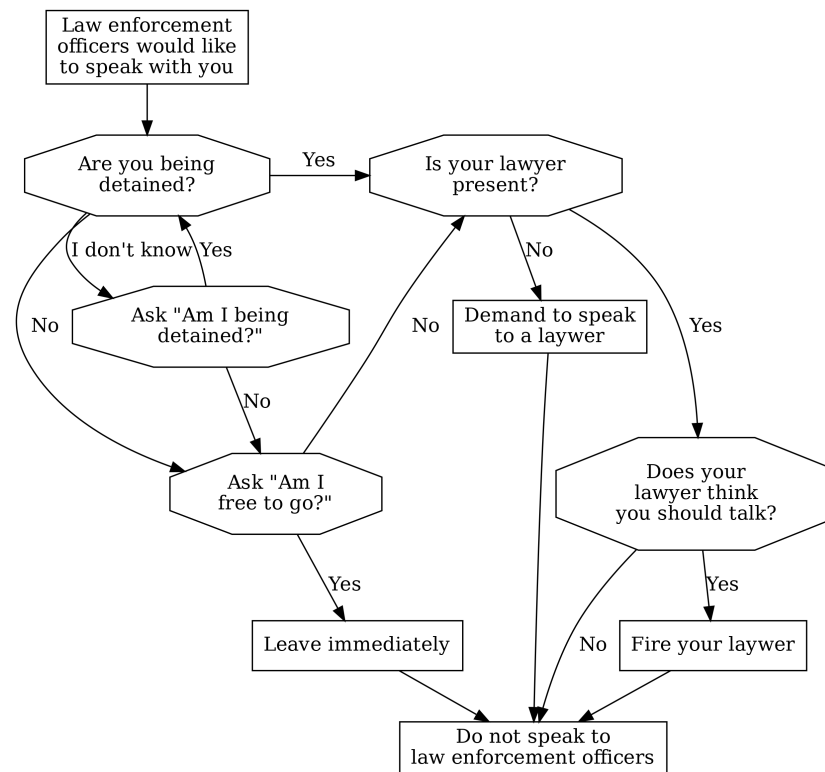 Law enforcement
officers would like
to speak with you
Are you being
detained?
Yes
Is your lawyer
present?
I don't know
Yes
No
No
Ask "Am I being
detained?"
Demand to speak
to a laywer
No
No
Yes
Ask "Am I
free to go?"
Does your
lawyer think
you should talk?
Yes
Yes
Leave immediately
No
Fire your laywer
Do not speak to
law enforcement officers